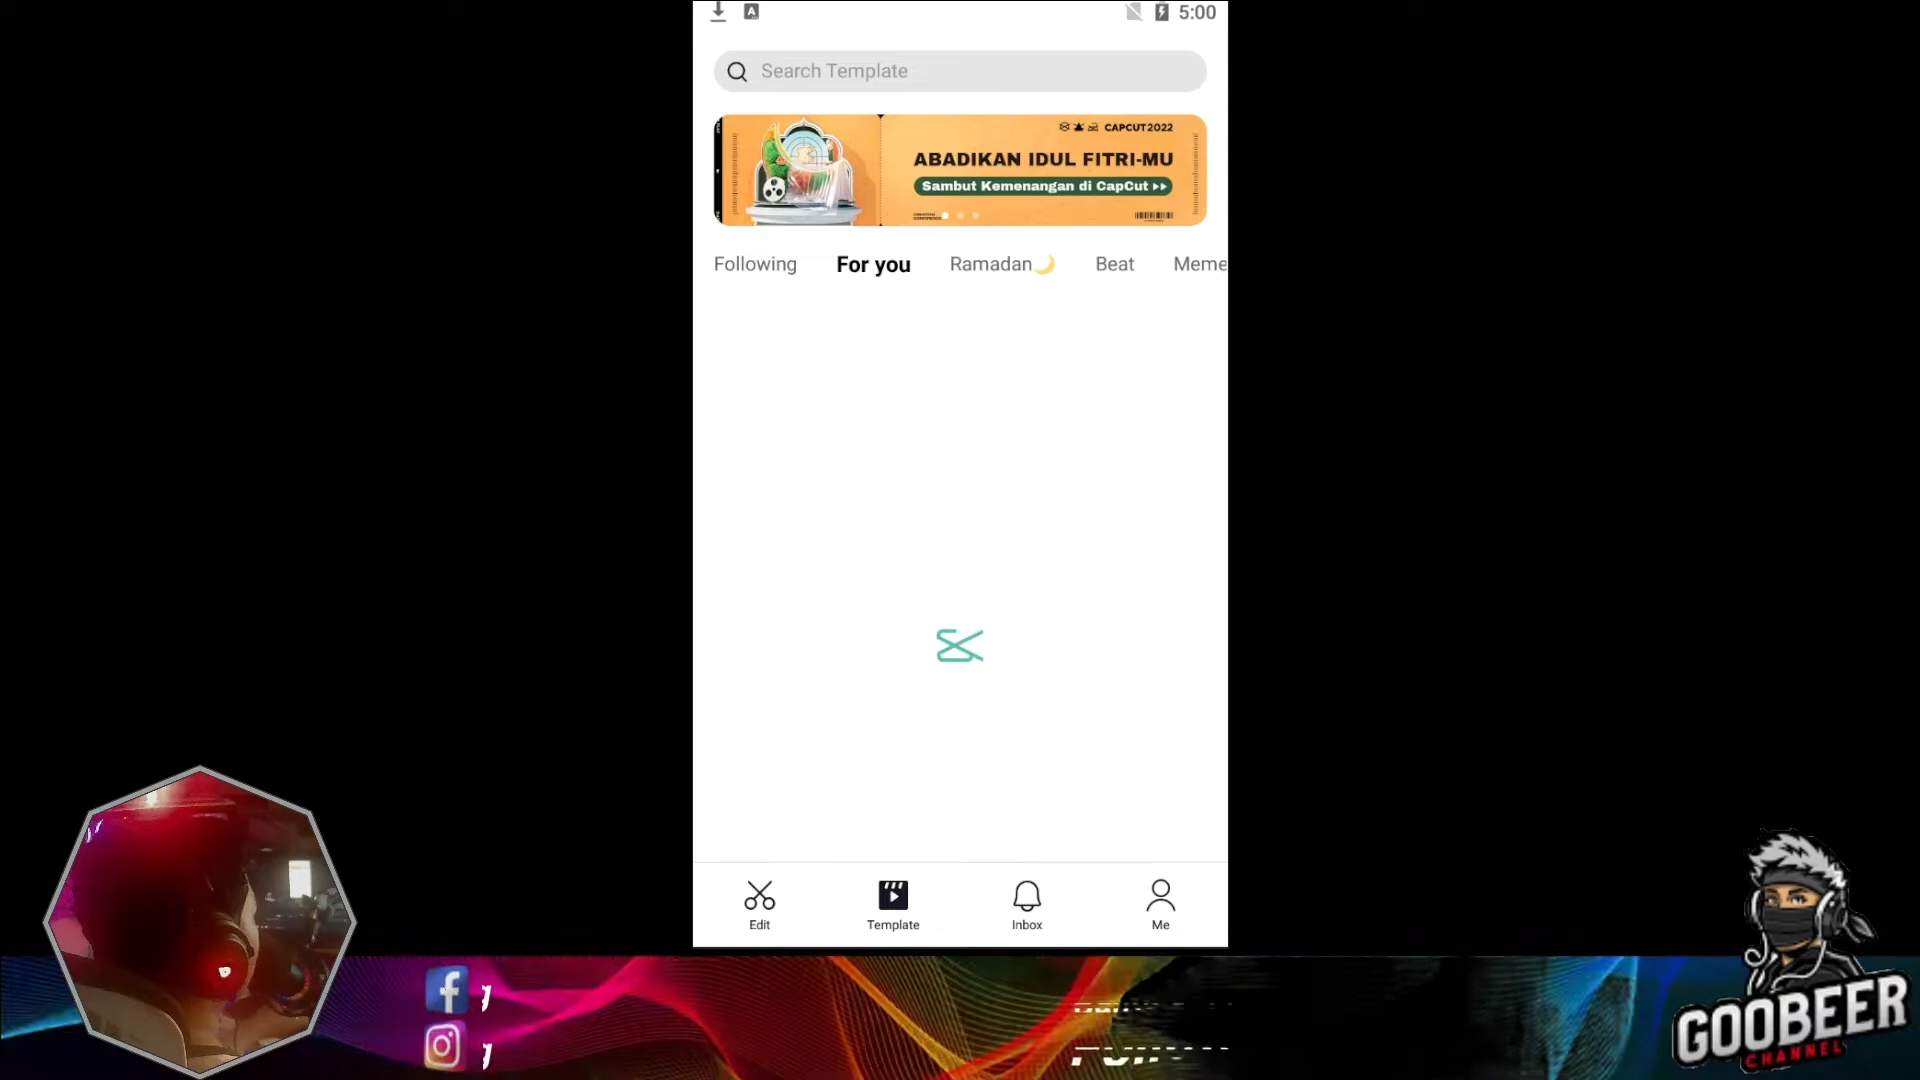 5:00
Search Template
CAPCUT2022
ABADIKAN IDUL FITRI-MU
Sambut Kemenangan di CapCut
Following For you Ramadan🌙 Beat Meme
Edit Template Inbox Me
GOOBEER
CHANNEL